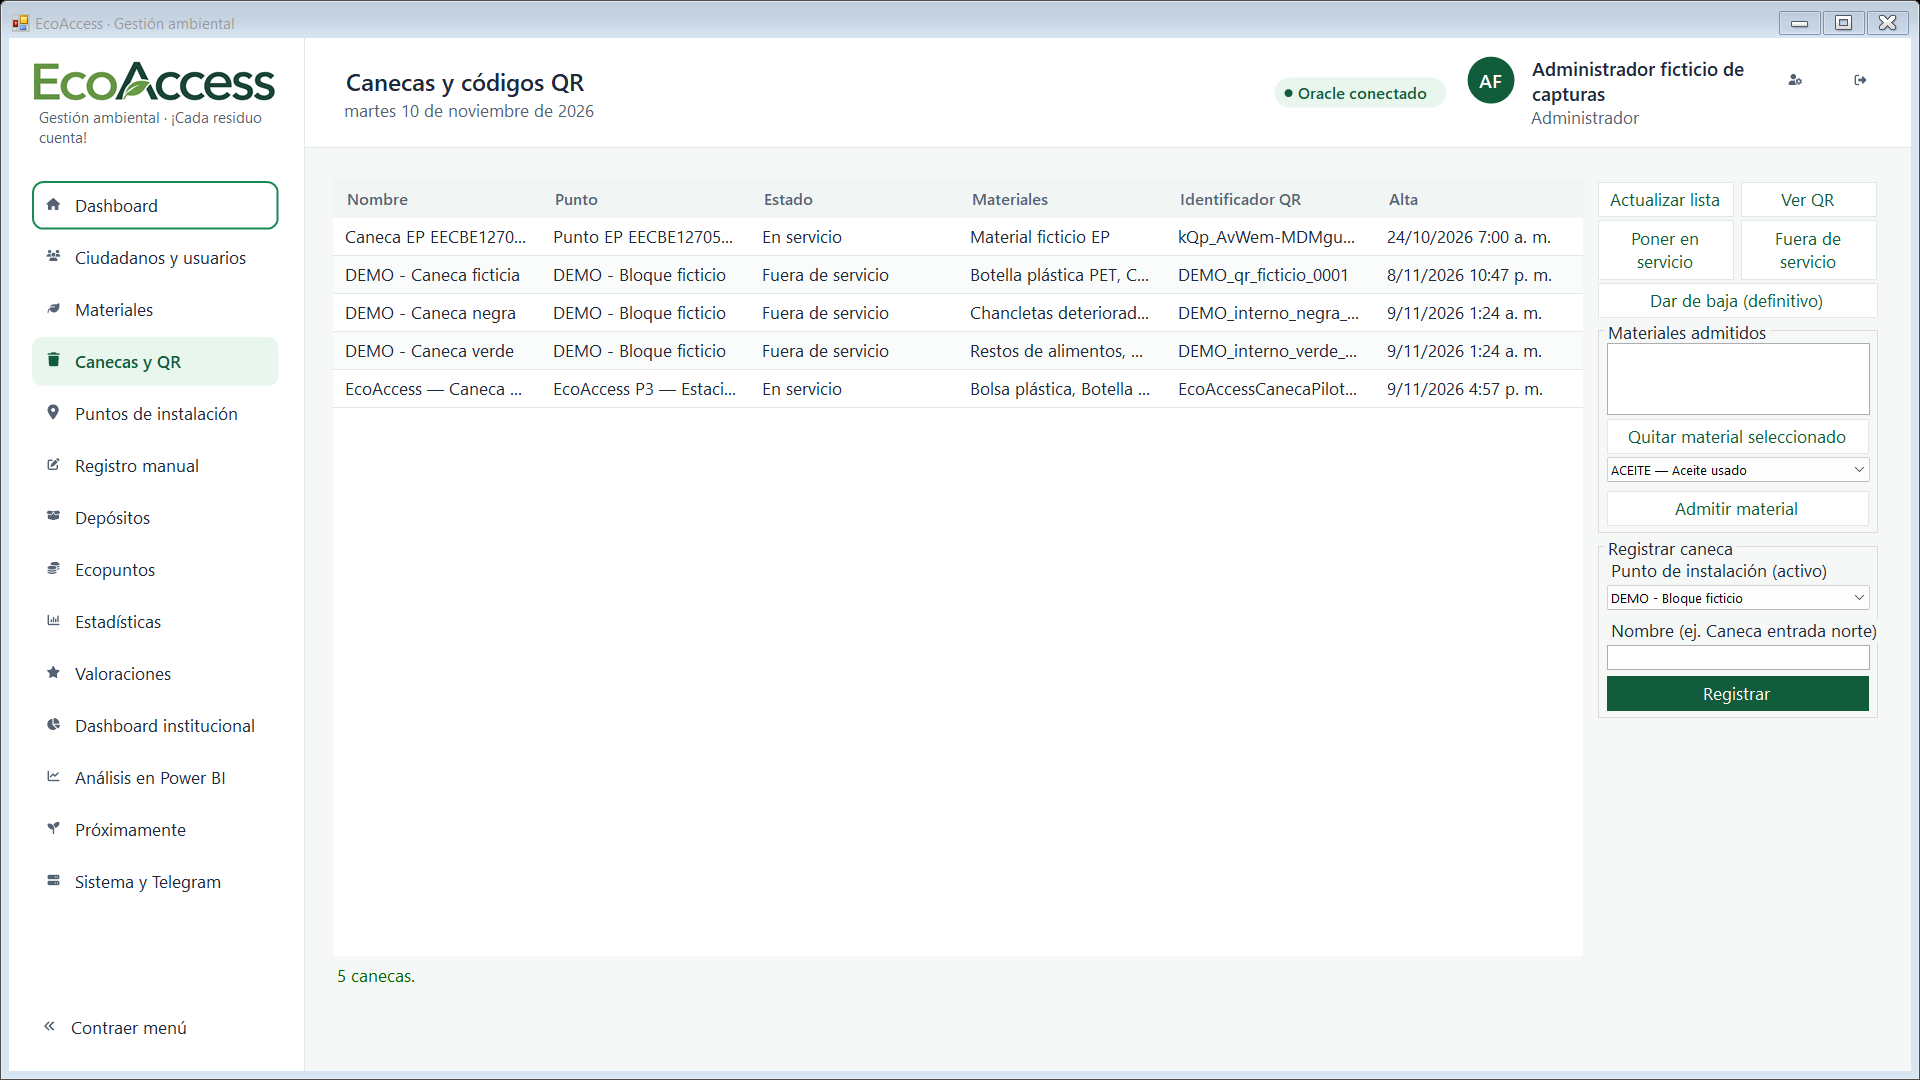 EcoAccess · Gestión ambiental
EcoAccess
Gestión ambiental · ¡Cada residuo
cuenta!
Dashboard
Ciudadanos y usuarios
Materiales
Canecas y QR
Puntos de instalación
Registro manual
Depósitos
Ecopuntos
Estadísticas
Valoraciones
Dashboard institucional
Análisis en Power BI
Próximamente
Sistema y Telegram
Contraer menú
Canecas y códigos QR
martes 10 de noviembre de 2026
Oracle conectado
AF
Administrador ficticio de
capturas
Administrador
Nombre Punto Estado Materiales Identificador QR Alta
Caneca EP EECBE1270... Punto EP EECBE12705... En servicio Material ficticio EP kQp_AvWem-MDMgu... 24/10/2026 7:00 a. m.
DEMO - Caneca ficticia DEMO - Bloque ficticio Fuera de servicio Botella plástica PET, C... DEMO_qr_ficticio_0001 8/11/2026 10:47 p. m.
DEMO - Caneca negra DEMO - Bloque ficticio Fuera de servicio Chancletas deteriorad... DEMO_interno_negra_... 9/11/2026 1:24 a. m.
DEMO - Caneca verde DEMO - Bloque ficticio Fuera de servicio Restos de alimentos, ... DEMO_interno_verde_... 9/11/2026 1:24 a. m.
EcoAccess — Caneca ... EcoAccess P3 — Estaci... En servicio Bolsa plástica, Botella ... EcoAccessCanecaPilot... 9/11/2026 4:57 p. m.
5 canecas.
Actualizar lista
Ver QR
Poner en
servicio
Fuera de
servicio
Dar de baja (definitivo)
Materiales admitidos
Quitar material seleccionado
ACEITE — Aceite usado
Admitir material
Registrar caneca
Punto de instalación (activo)
DEMO - Bloque ficticio
Nombre (ej. Caneca entrada norte)
Registrar